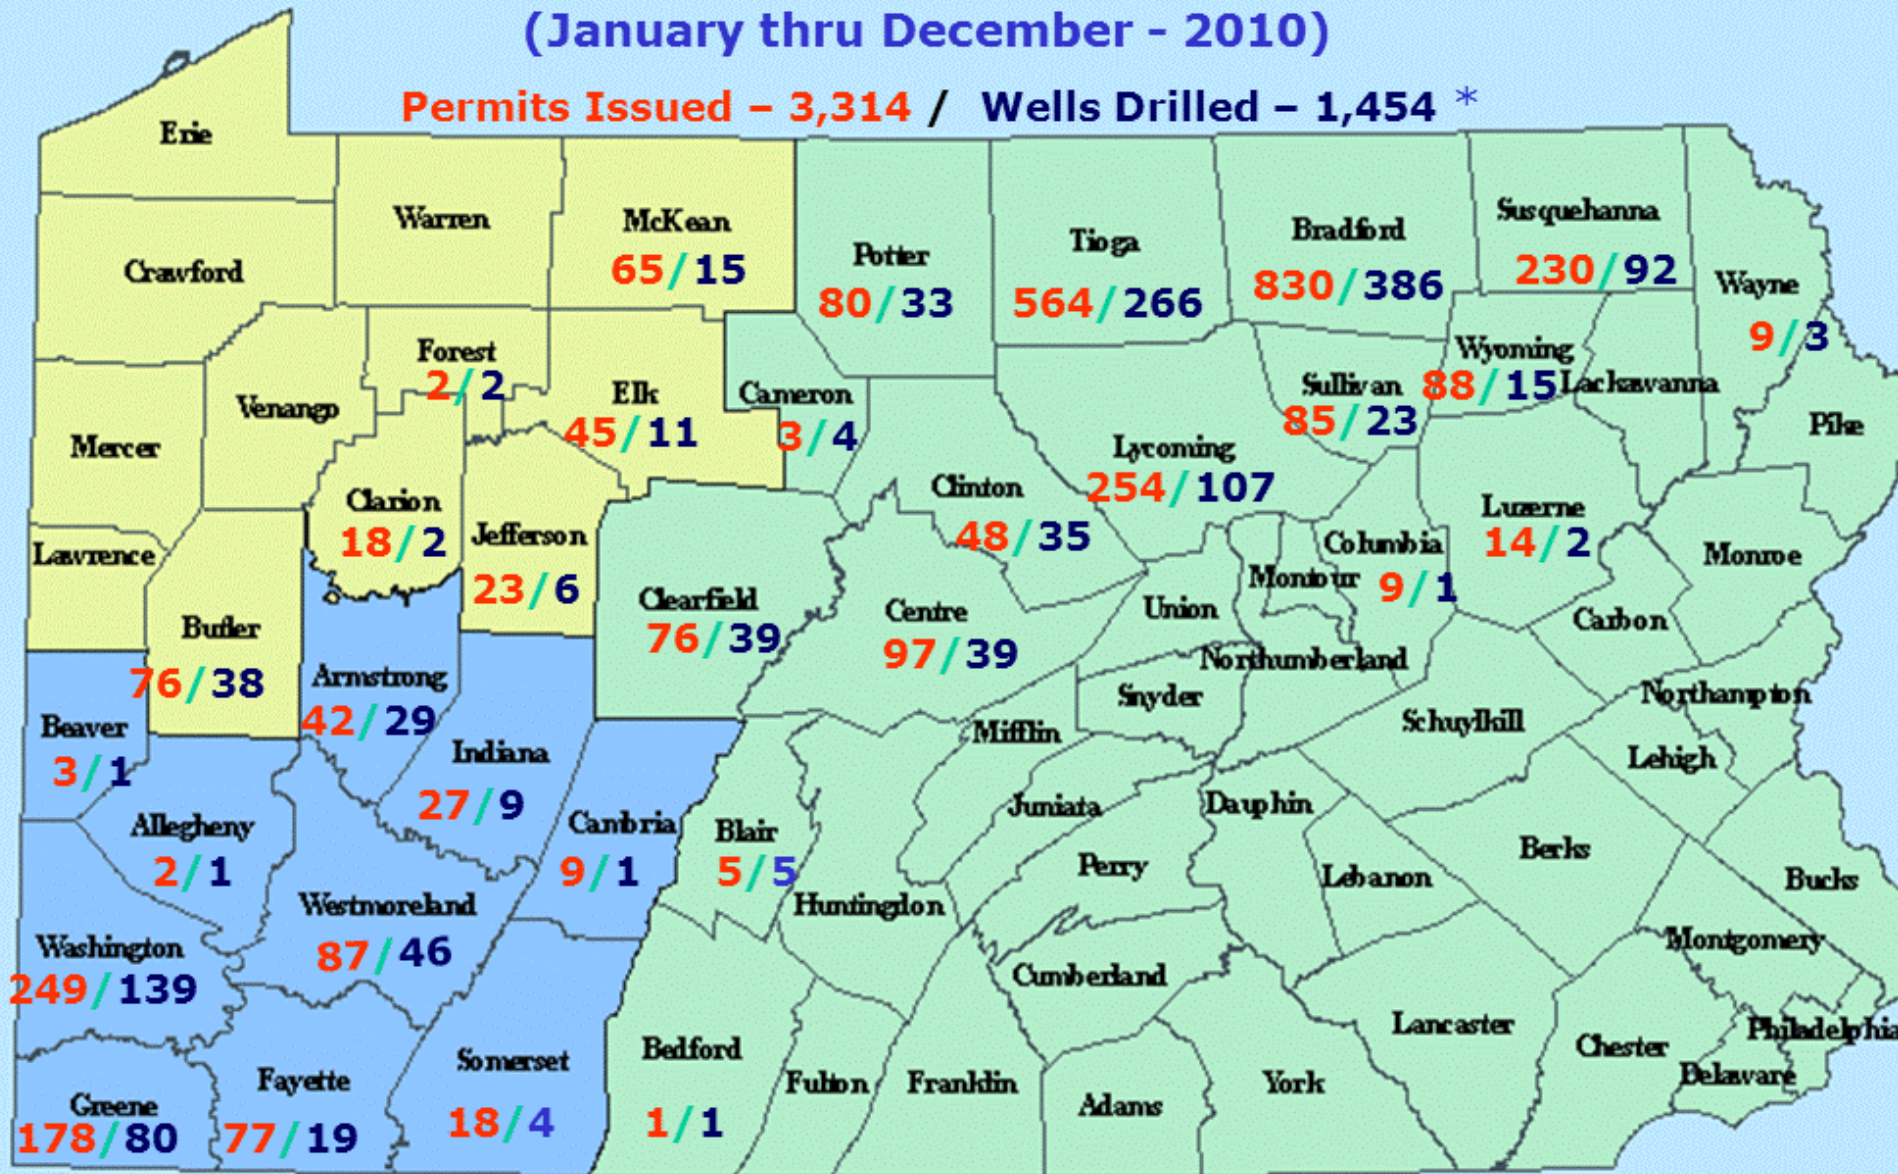 (January thru December - 2010)
Permits Issued – 3,314 / Wells Drilled – 1,454 *
Erie
Warren
McKean
65/15
Crawford
Potter
80/33
Tioga
564/266
Bradford
830/386
Susquehanna
230/92
Wayne
9/3
Forest
2/2
Venango
Elk
45/11
Cameron
3/4
Wyoming
88/15
Lackawanna
Sullivan
85/23
Pike
Mercer
Lycoming
254/107
Clinton
48/35
Clarion
18/2
Jefferson
23/6
Luzerne
14/2
Columbia
9/1
Montour
Monroe
Lawrence
Butler
76/38
Clearfield
76/39
Centre
97/39
Union
Carbon
Northumberland
Snyder
Northampton
Armstrong
42/29
Beaver
3/1
Indiana
27/9
Mifflin
Schuylkill
Lehigh
Allegheny
2/1
Cambria
9/1
Blair
5/5
Juniata
Dauphin
Perry
Lebanon
Berks
Bucks
Westmoreland
87/46
Huntingdon
Washington
249/139
Cumberland
Montgomery
Lancaster
Chester
Philadelphia
Delaware
Greene
178/80
Fayette
77/19
Somerset
18/4
Bedford
1/1
Fulton
Franklin
Adams
York